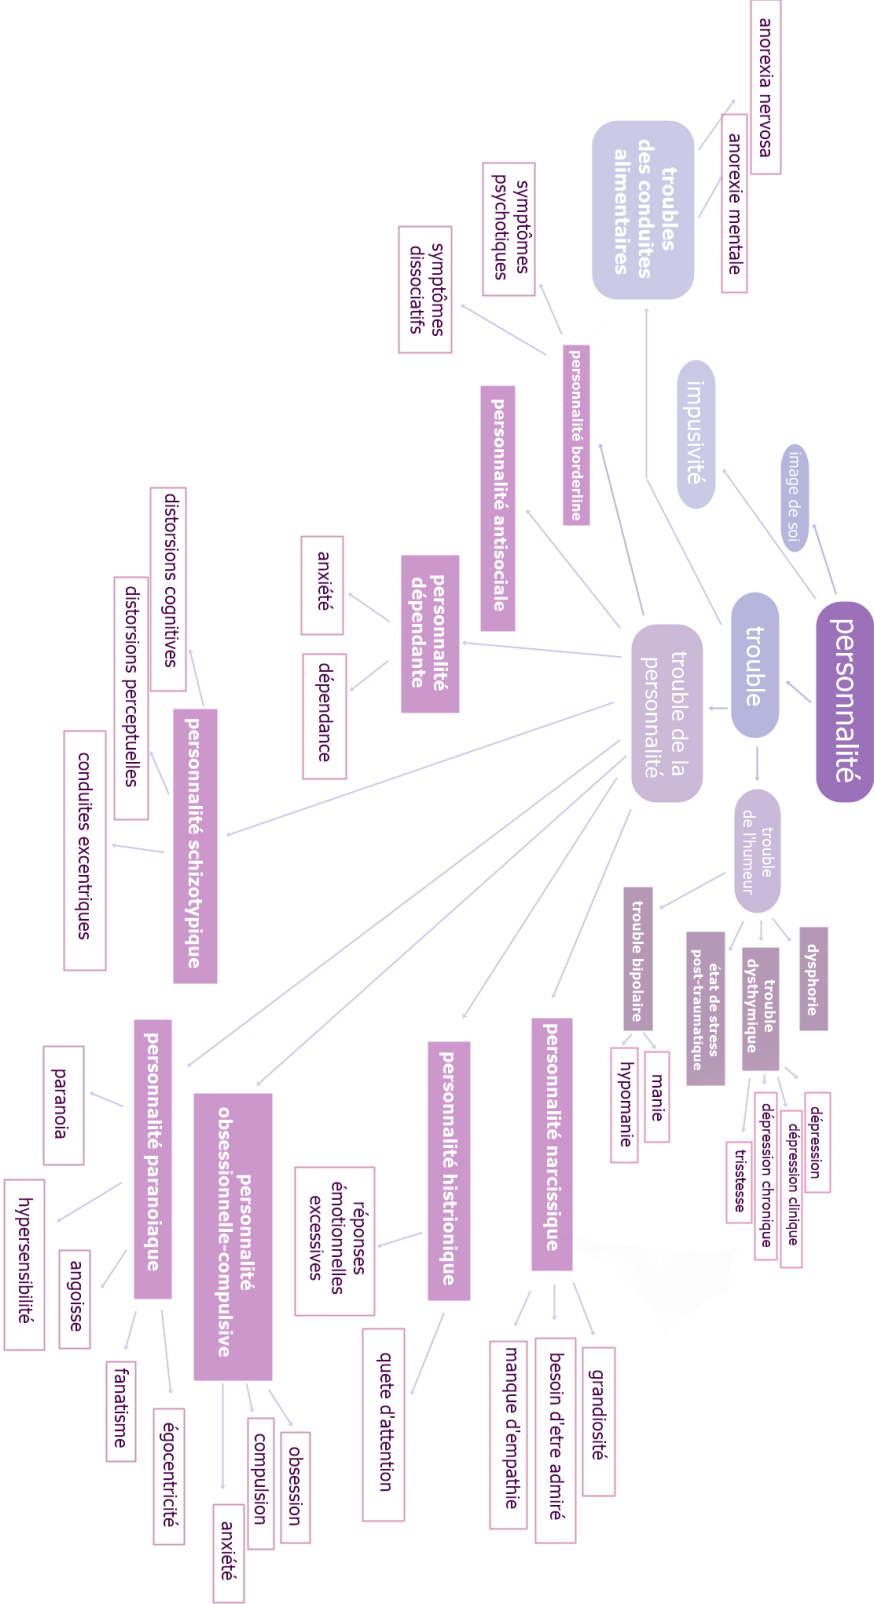 personnalité
image de soi
impusivité
trouble
trouble
de l'humeur
trouble de la
personnalité
troubles
des conduites
alimentaires
anorexia nervosa
anorexie mentale
dysphorie
trouble
dysthymique
état de stress
post-traumatique
trouble bipolaire
dépression
dépression clinique
dépression chronique
trisstesse
manie
hypomanie
personnalité borderline
symptômes
psychotiques
symptômes
dissociatifs
personnalité antisociale
personnalité
dépendante
anxiété
dépendance
personnalité schizotypique
distorsions cognitives
distorsions perceptuelles
conduites excentriques
personnalité narcissique
grandiosité
besoin d'etre admiré
manque d'empathie
personnalité histrionique
réponses
émotionnelles
excessives
quete d'attention
personnalité
obsessionnelle-compulsive
obsession
compulsion
anxiété
personnalité paranoiaque
paranoia
hypersensibilité
angoisse
fanatisme
égocentricité